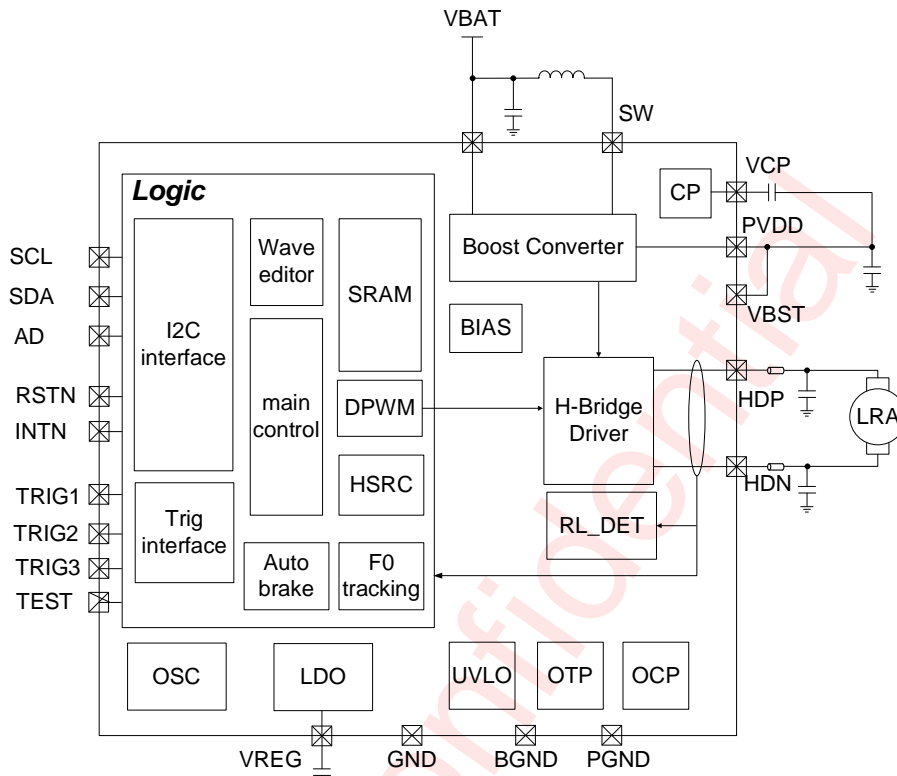 VBAT
SW
Logic
CP
VCP
PVDD
VBST
Boost Converter
SCL
SDA
AD
RSTN
INTN
TRIG1
TRIG2
TRIG3
TEST
I2C
interface
Wave
editor
SRAM
main
control
DPWM
HSRC
Trig
interface
Auto
brake
F0
tracking
BIAS
H-Bridge
Driver
RL_DET
HDP
HDN
LRA
OSC
LDO
UVLO
OTP
OCP
VREG
GND
BGND
PGND
onfidential